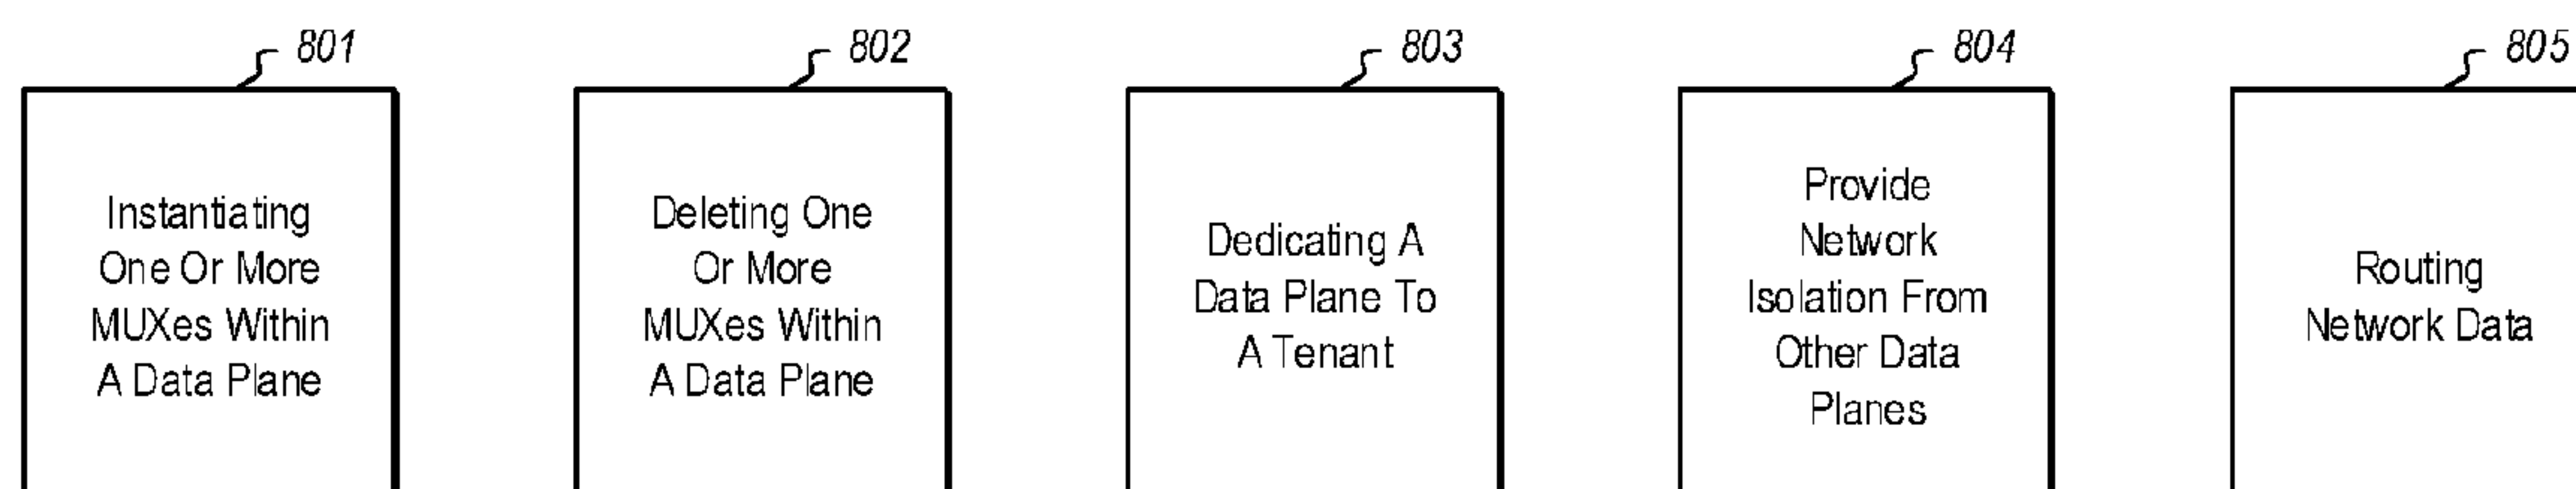 801
802
803
804
805
Instantiating
One Or More
MUXes Within
A Data Plane
Deleting One
Or More
MUXes Within
A Data Plane
Dedicating A
Data Plane To
A Tenant
Provide
Network
Isolation From
Other Data
Planes
Routing
Network Data